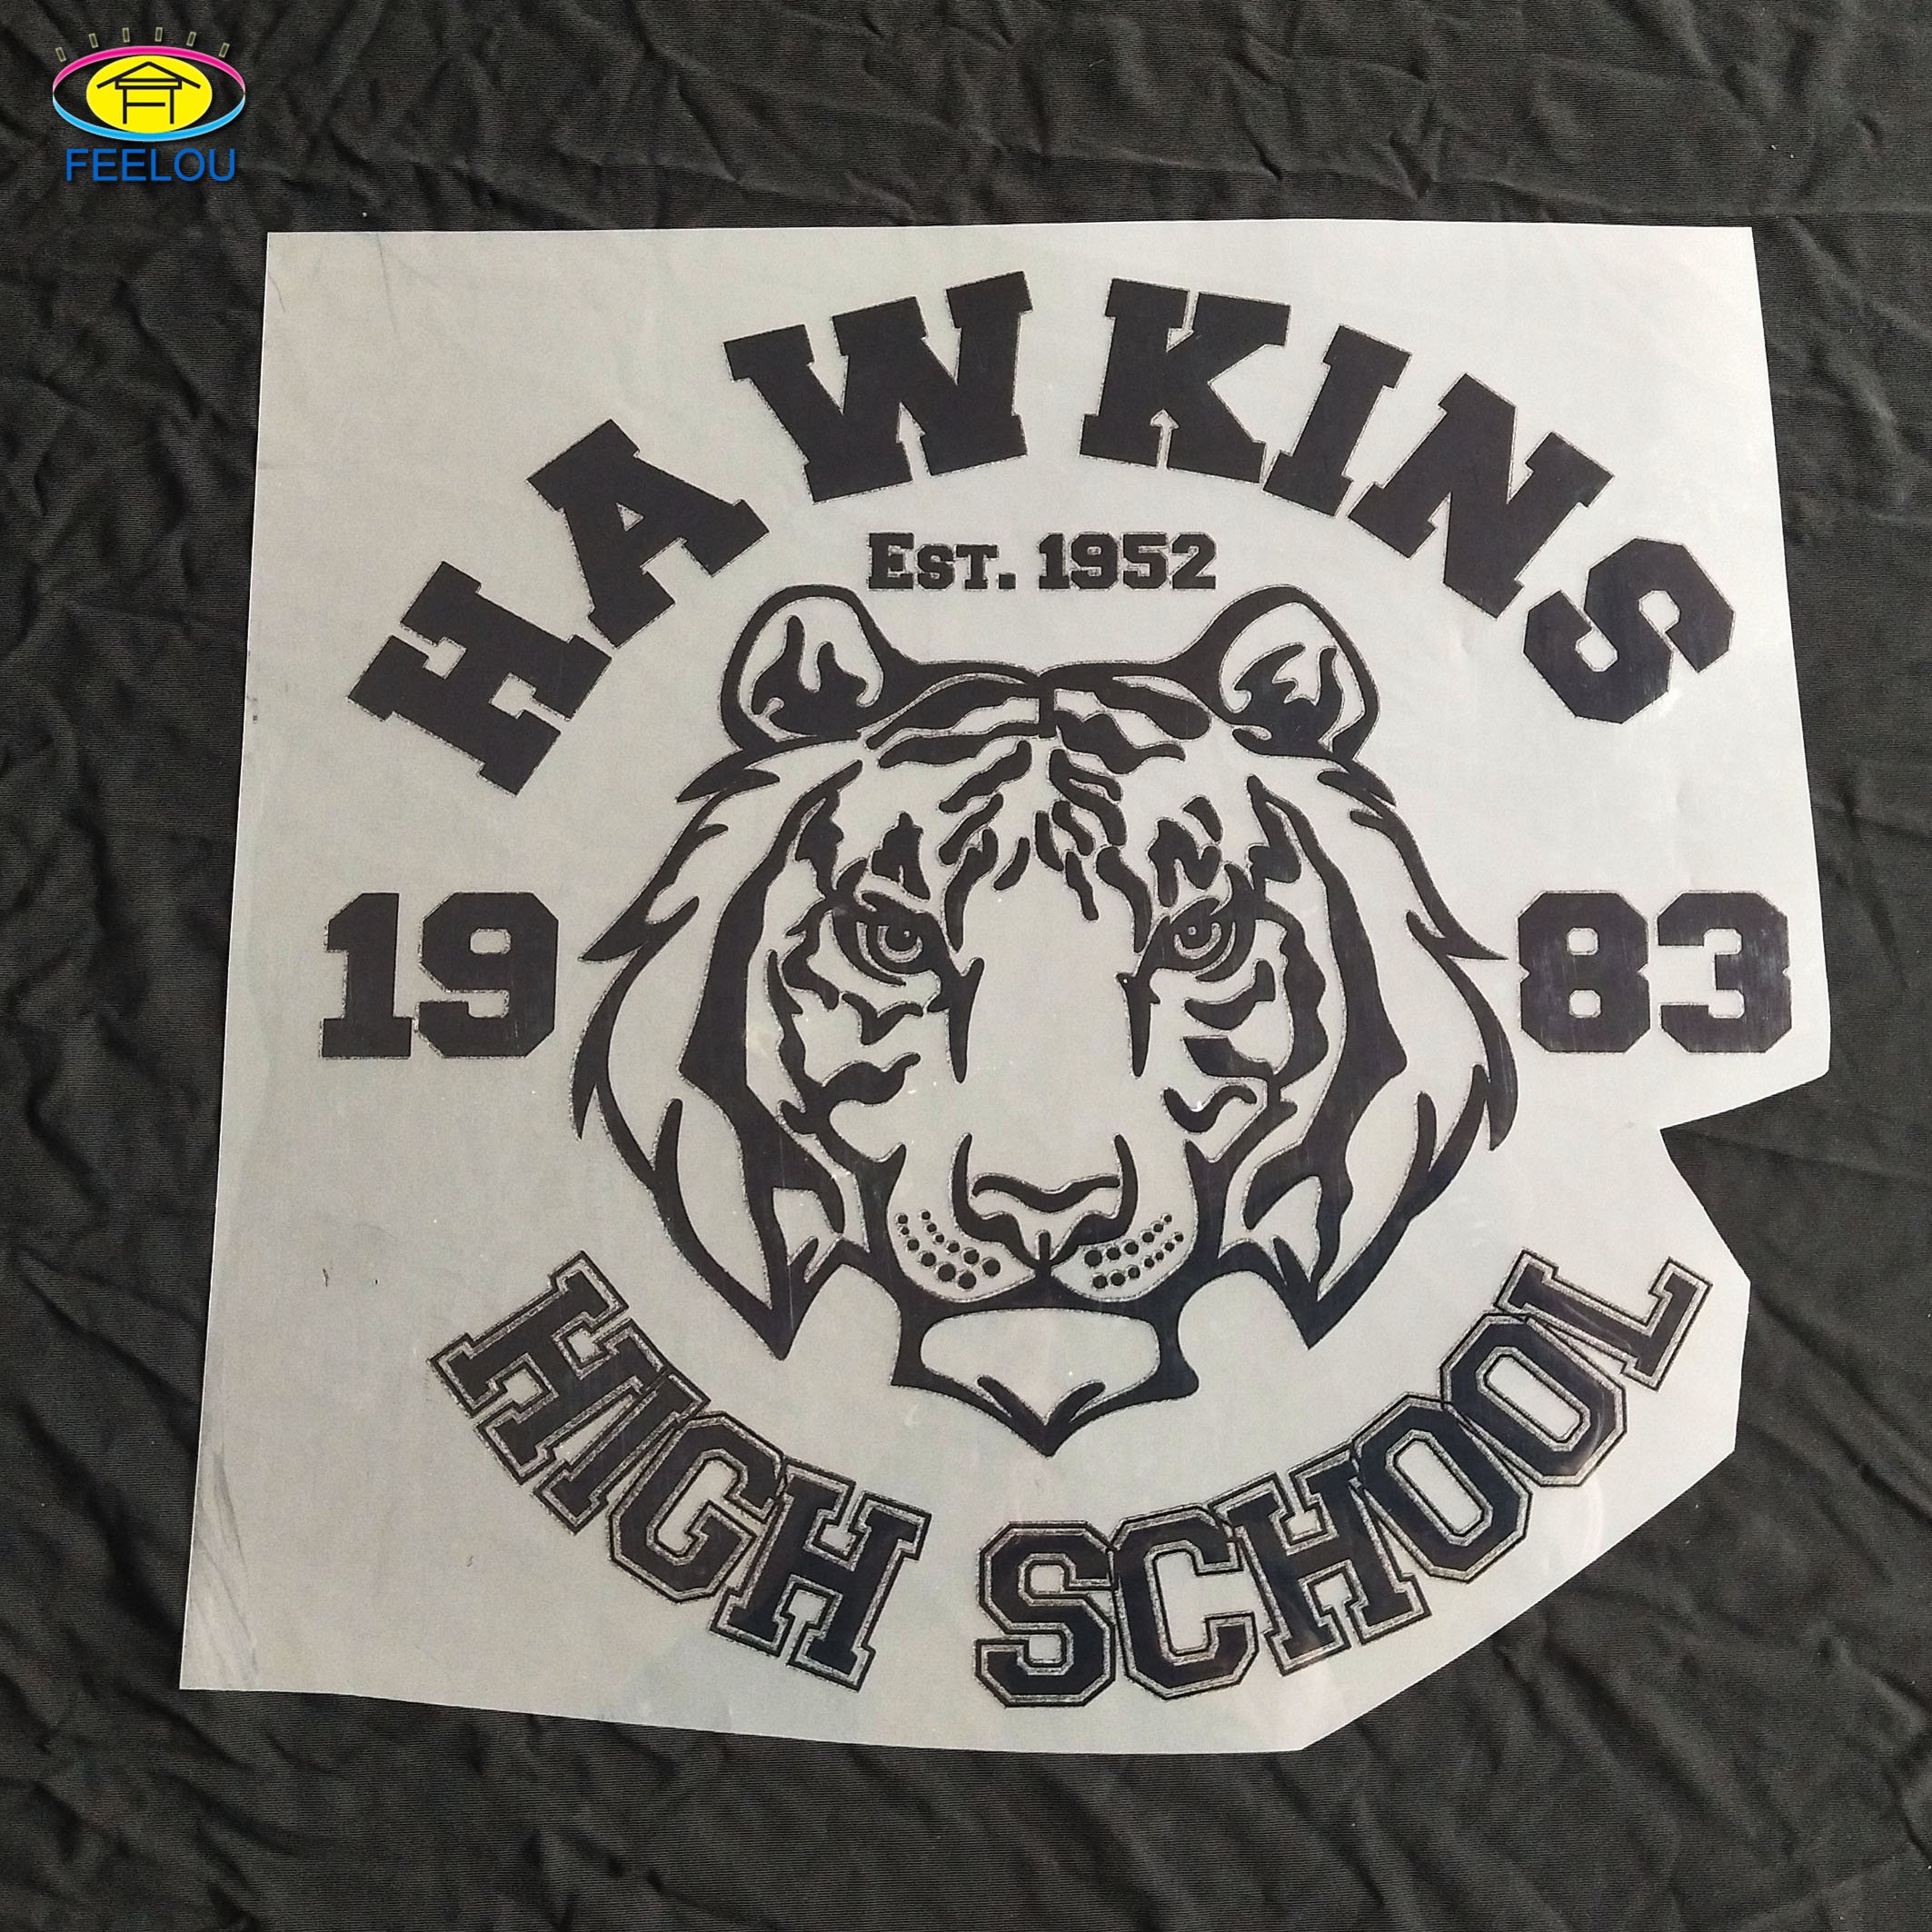 FEELOU
HAWKINS
EST. 1952
19 83
HIGH SCHOOL